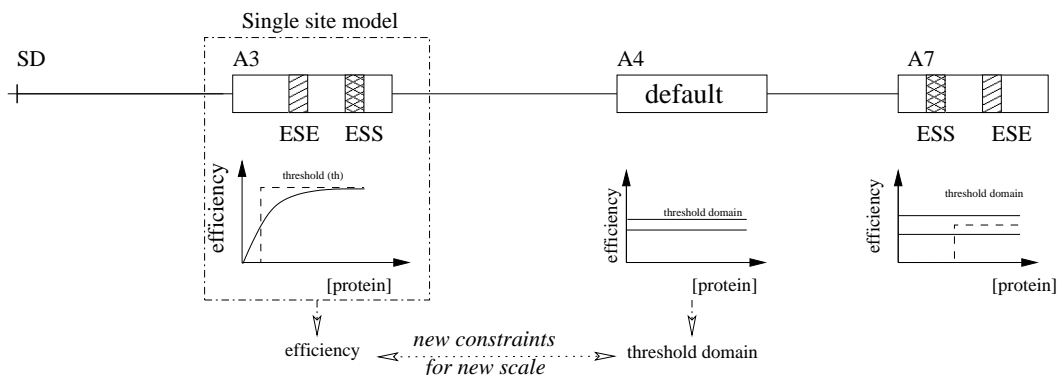 Single site model
SD
A3
A4
A7
default
ESE
ESS
ESS
ESE
efficiency
threshold (th)
[protein]
efficiency
threshold domain
[protein]
efficiency
threshold domain
[protein]
efficiency
new constraints
for new scale
threshold domain